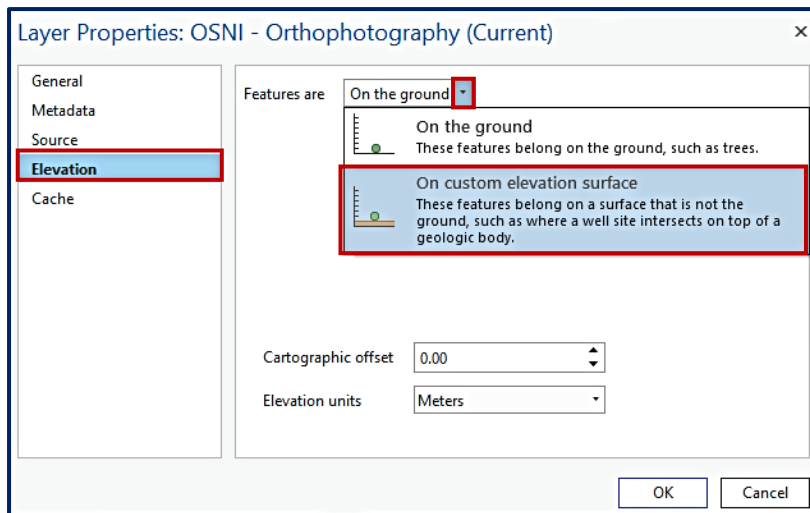 Layer Properties: OSNI - Orthophotography (Current)
General
Metadata
Source
Elevation
Cache
Features are
On the ground
On the ground
These features belong on the ground, such as trees.
On custom elevation surface
These features belong on a surface that is not the
ground, such as where a well site intersects on top of a
geologic body.
Cartographic offset
0.00
Elevation units
Meters
OK
Cancel